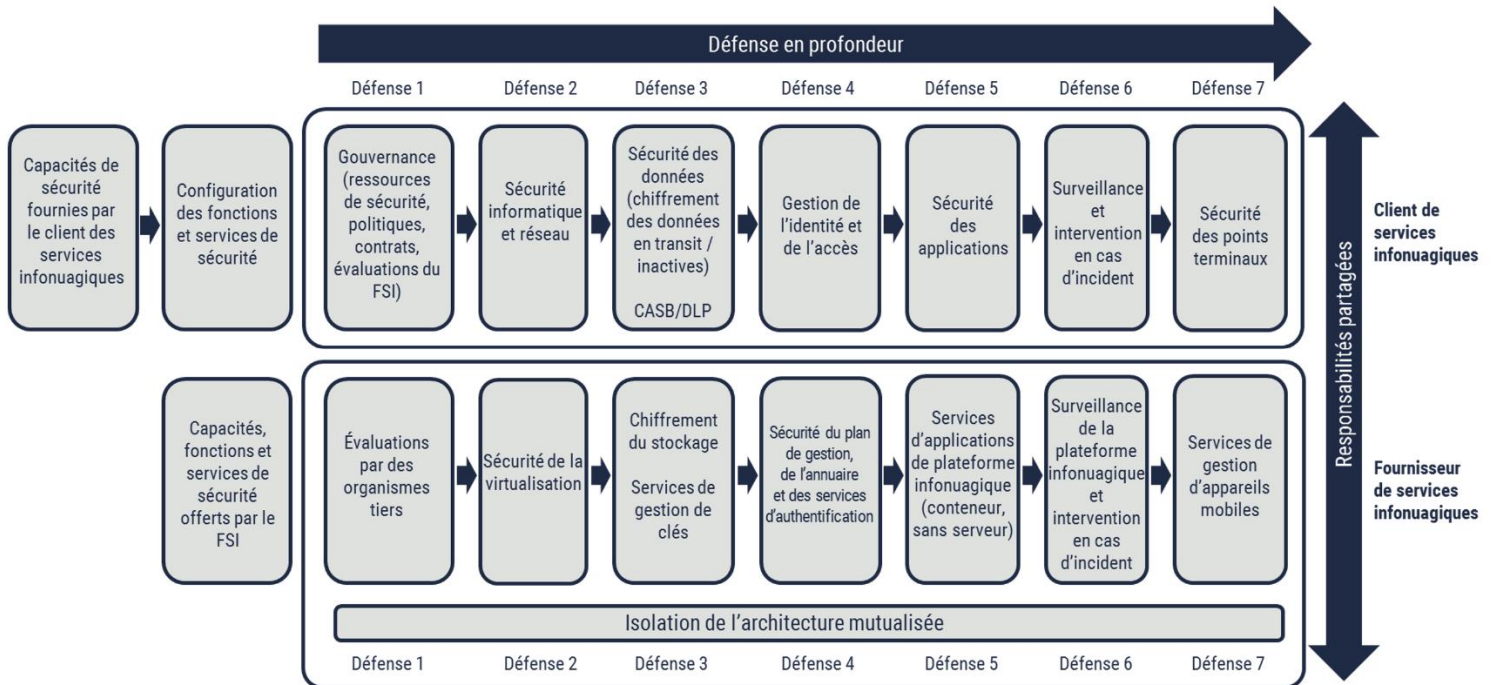 Défense en profondeur
Défense 1
Défense 2
Défense 3
Défense 4
Défense 5
Défense 6
Défense 7
Capacités de
sécurité
fournies par
le client des
services
infonuagiques
Configuration
des fonctions
et services de
sécurité
Gouvernance
(ressources
de sécurité,
politiques,
contrats,
évaluations du
FSI)
Sécurité
informatique
et réseau
Sécurité des
données
(chiffrement
des données
en transit /
inactives)
CASB/DLP
Gestion de
l'identité et
de l'accès
Sécurité
des
applications
Surveillance
et
intervention
en cas
d'incident
Sécurité
des points
terminaux
Client de
services
infonuagiques
Responsabilités partagées
Capacités,
fonctions et
services de
sécurité
offerts par le
FSI
Évaluations
par des
organismes
tiers
Sécurité de la
virtualisation
Chiffrement
du stockage
Services de
gestion de
clés
Sécurité du plan
de gestion,
de l'annuaire
et des services
d'authentification
Services
d'applications
de plateforme
infonuagique
(conteneur,
sans serveur)
Surveillance
de la
plateforme
infonuagique
et
intervention
en cas
d'incident
Services de
gestion
d'appareils
mobiles
Fournisseur
de services
infonuagiques
Isolation de l'architecture mutualisée
Défense 1
Défense 2
Défense 3
Défense 4
Défense 5
Défense 6
Défense 7